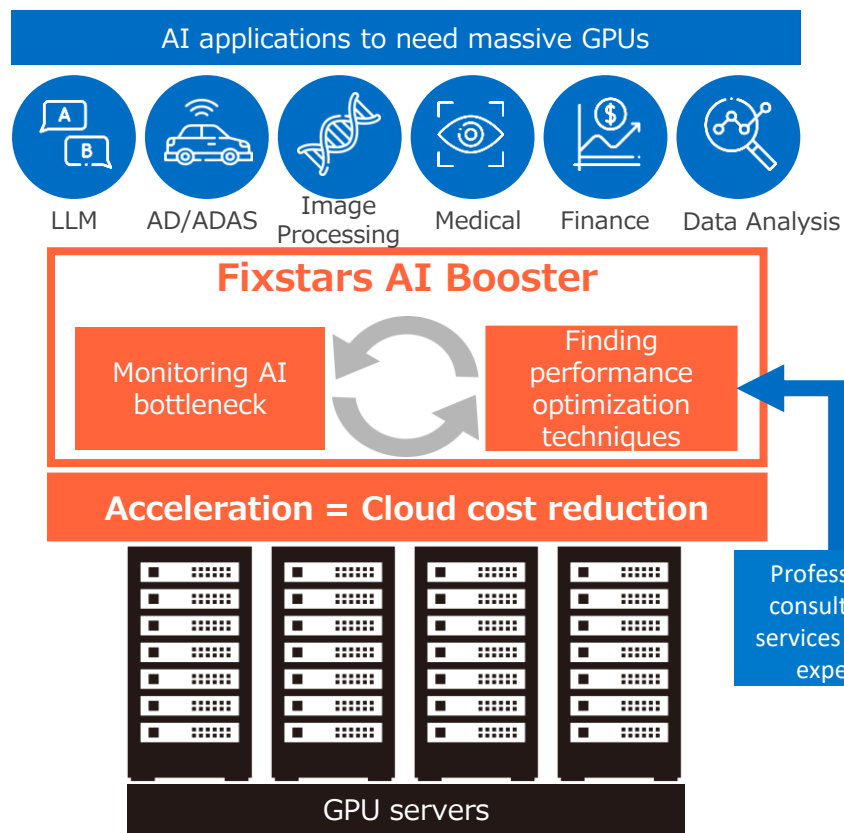 AI applications to need massive GPUs
A
B
$
LLM
AD/ADAS
Image
Processing
Medical
Finance
Data Analysis
Fixstars AI Booster
Monitoring AI
bottleneck
Finding
performance
optimization
techniques
Acceleration = Cloud cost reduction
services
GPU servers